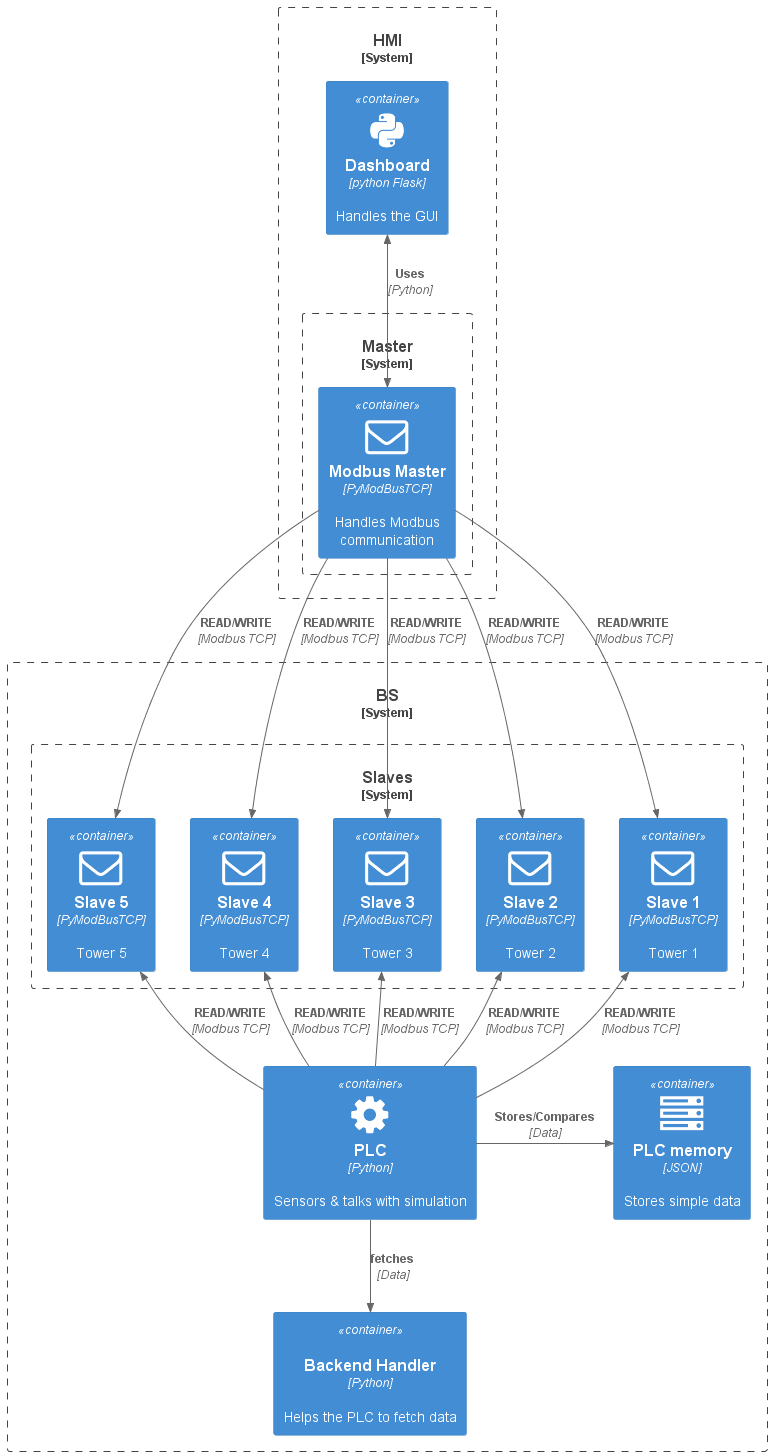 HMI
[System]
«container»
Dashboard
[python Flask]
Handles the GUI
Uses
[Python]
Master
[System]
«container»
Modbus Master
[PyModBusTCP]
Handles Modbus
communication
READ/WRITE READ/WRITE READ/WRITE READ/WRITE READ/WRITE
[Modbus TCP] [Modbus TCP] [Modbus TCP] [Modbus TCP] [Modbus TCP]
BS
[System]
Slaves
[System]
«container» «container» «container» «container» «container»
Slave 5 Slave 4 Slave 3 Slave 2 Slave 1
[PyModBusTCP] [PyModBusTCP] [PyModBusTCP] [PyModBusTCP] [PyModBusTCP]
Tower 5 Tower 4 Tower 3 Tower 2 Tower 1
READ/WRITE READ/WRITE READ/WRITE READ/WRITE READ/WRITE
[Modbus TCP] [Modbus TCP] [Modbus TCP] [Modbus TCP] [Modbus TCP]
«container»
PLC
[Python]
Sensors & talks with simulation
Stores/Compares
[Data]
«container»
PLC memory
[JSON]
Stores simple data
fetches
[Data]
«container»
Backend Handler
[Python]
Helps the PLC to fetch data